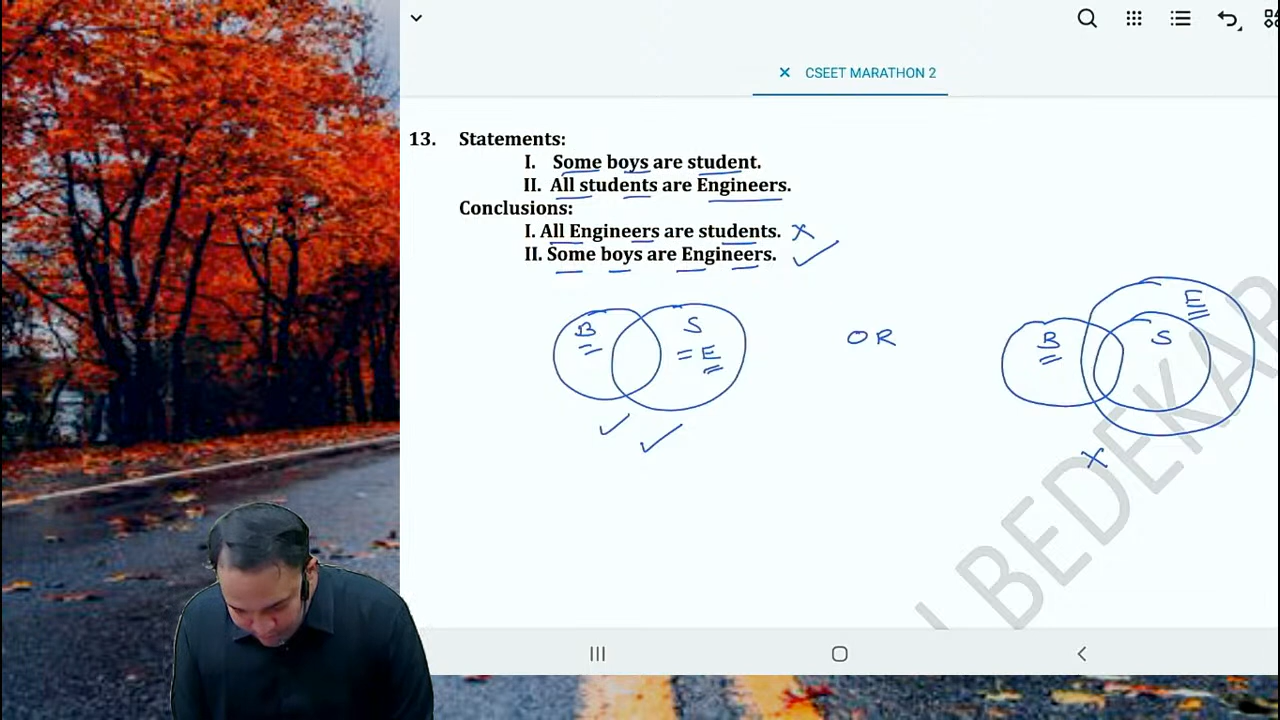 CSEET MARATHON 2
13. Statements:
I. Some boys are student.
II. All students are Engineers.
Conclusions:
I. All Engineers are students.
II. Some boys are Engineers.
B S E OR B S E
BEDEKAR